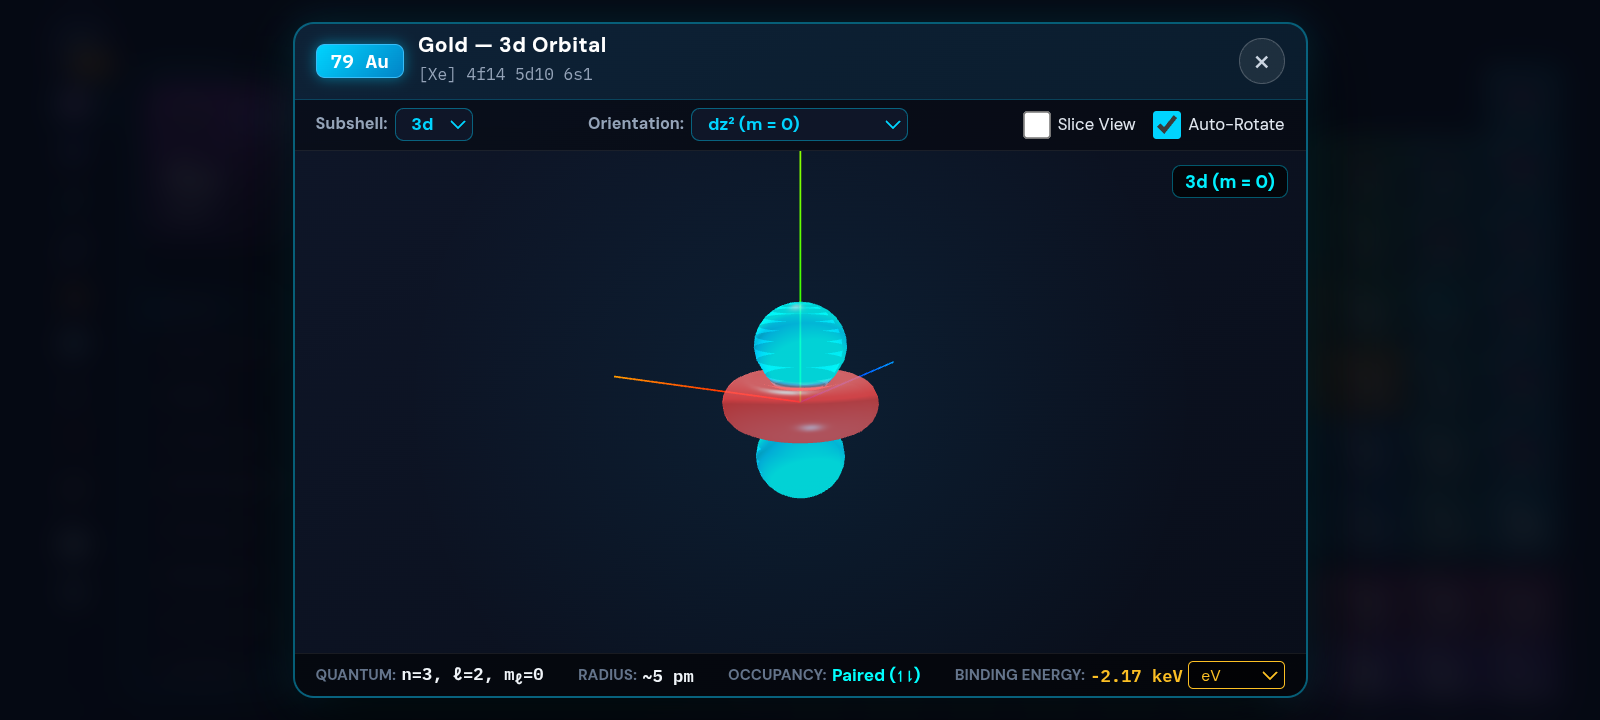 79 Au
Gold — 3d Orbital
[Xe] 4f14 5d10 6s1
×
Subshell: 3d
Orientation: dz² (m = 0)
Slice View
Auto-Rotate
3d (m = 0)
QUANTUM: n=3, ℓ=2, mℓ=0
RADIUS: ~5 pm
OCCUPANCY: Paired (↿⇂)
BINDING ENERGY: -2.17 keV
eV